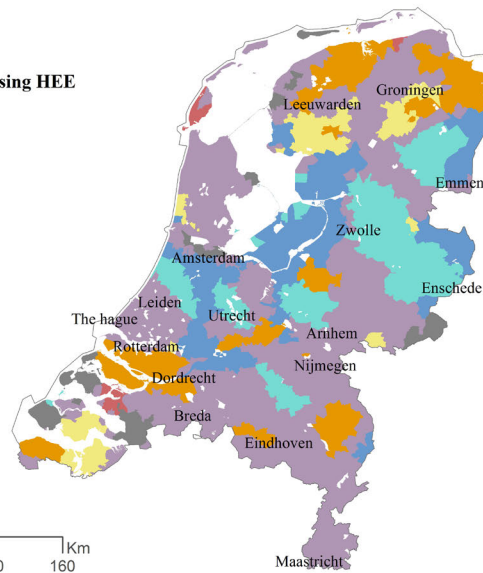 sing HEE
Groningen
Leeuwarden
Emmen
Zwolle
Amsterdam
Enschede
Leiden
Utrecht
The hague
Arnhem
Rotterdam
Nijmegen
Dordrecht
Breda
Eindhoven
Km
0 160
Maastricht